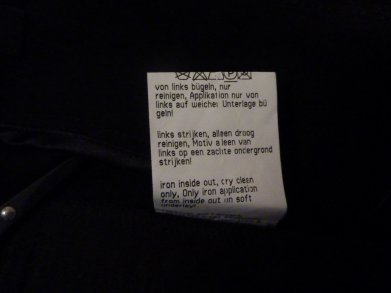 von links bügeln, nur
reinigen, Applikation nur von
links auf weicher Unterlage bü
geln!
links strijken, alleen droog
reinigen, Motiv alleen van
links op een zachte ondergrond
strijken!
iron inside out, cry clean
only, Only iron application
from inside out on soft
underlay!